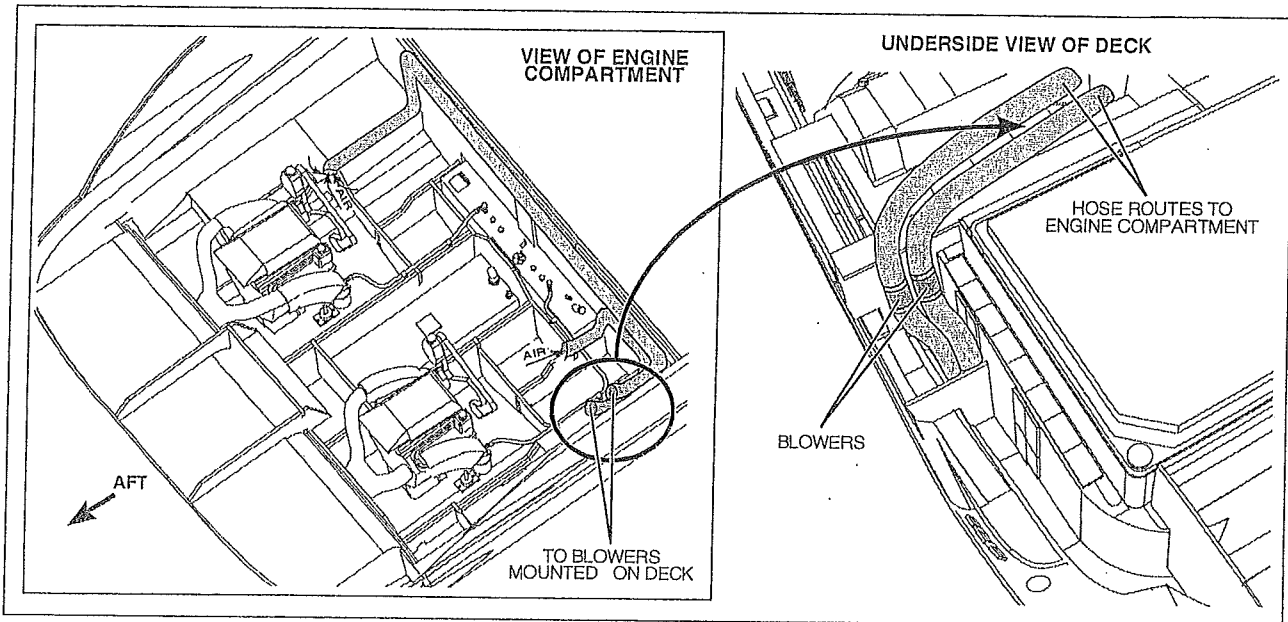 VIEW OF ENGINE
COMPARTMENT
AIR
AIR
AFT
TO BLOWERS
MOUNTED ON DECK
UNDERSIDE VIEW OF DECK
HOSE ROUTES TO
ENGINE COMPARTMENT
BLOWERS